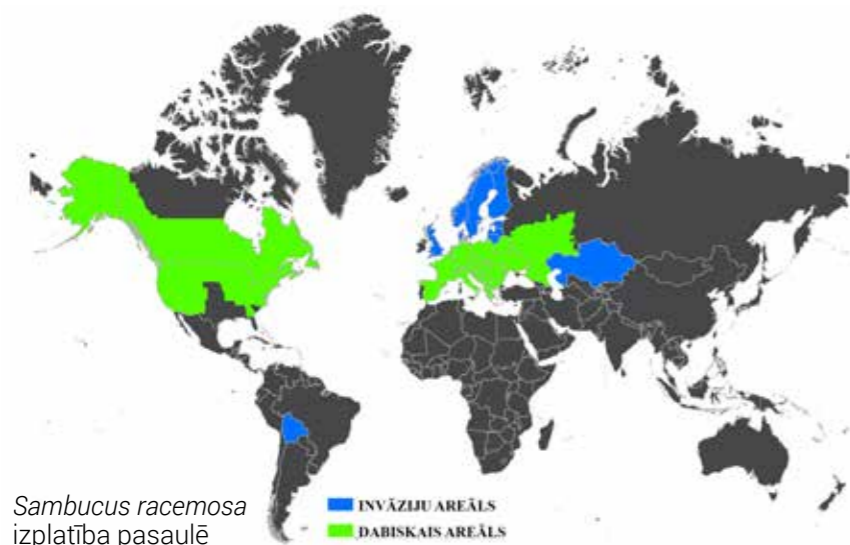 Sambucus racemosa
izplatība pasaulē
INVĀZIJU AREĀLS
DABISKAIS AREĀLS